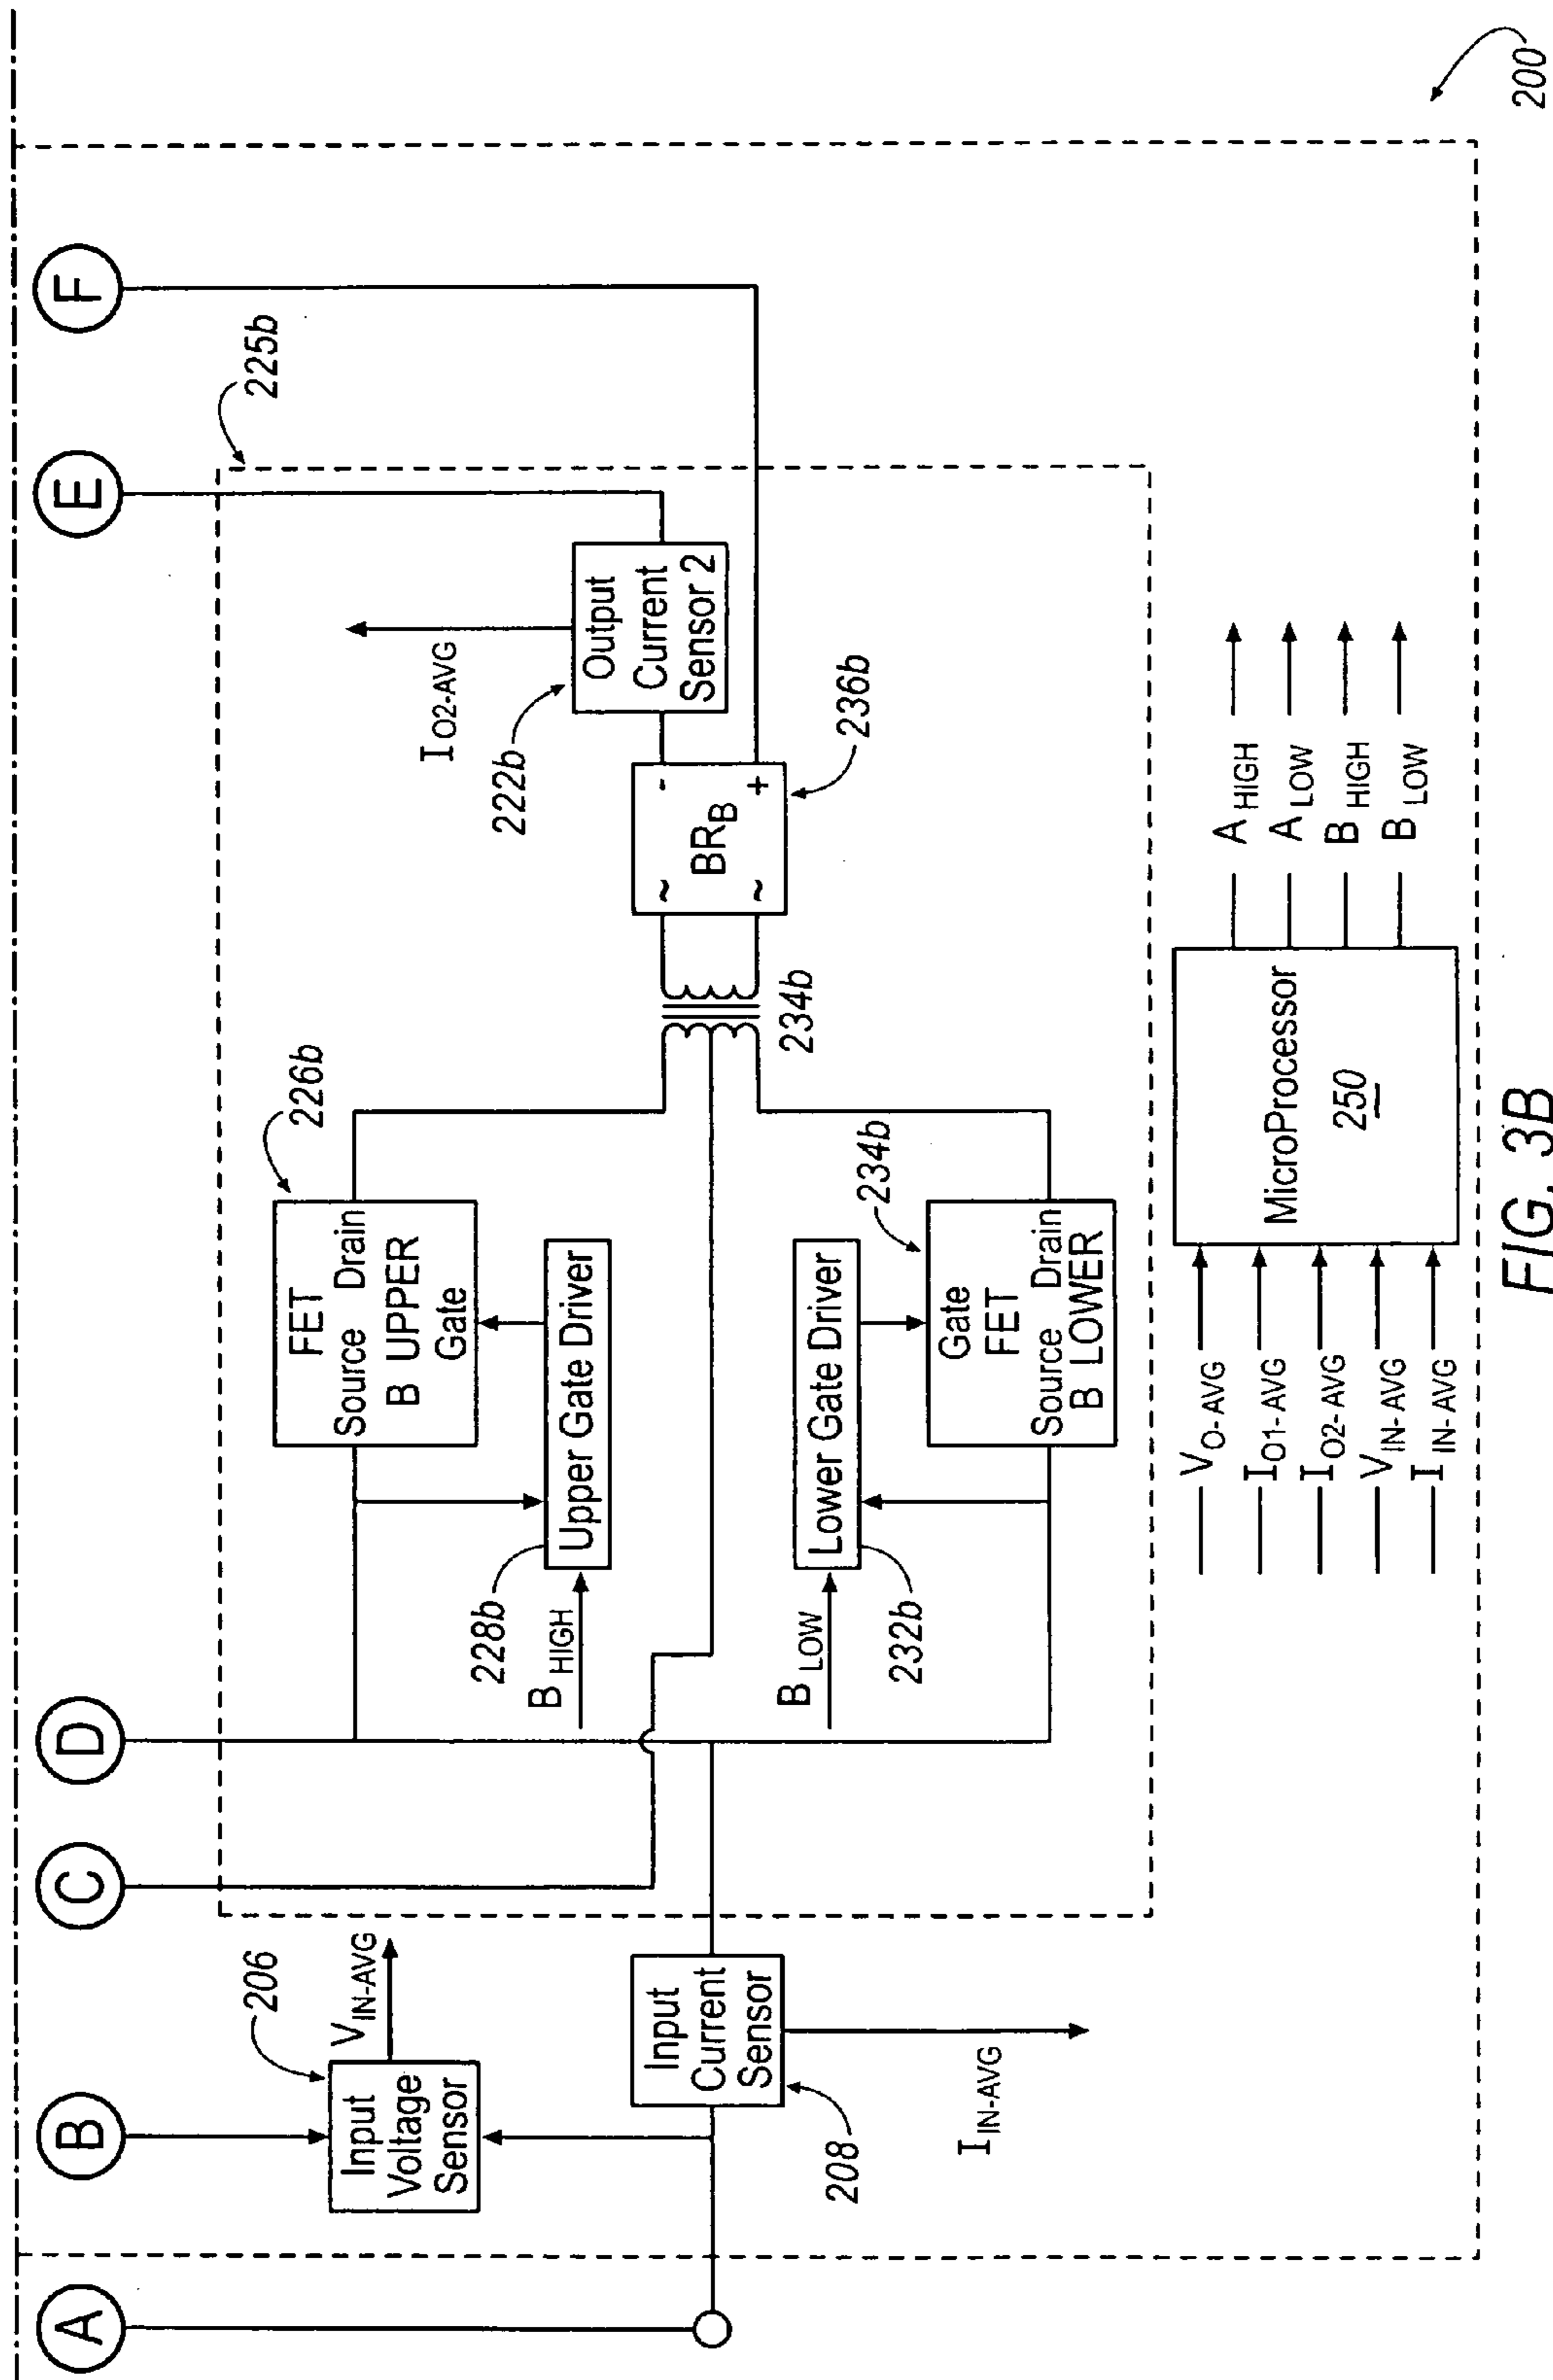 A
B
C
D
E
F
206
V IN-AVG
Input
Voltage
Sensor
Input
Current
Sensor
208
I IN-AVG
225b
226b
FET
Source Drain
B UPPER
Gate
228b
Upper Gate Driver
B HIGH
B LOW
Lower Gate Driver
232b
234b
Gate
FET
Source Drain
B LOWER
234b
~ -
BR B
~ +
236b
I O2-AVG
222b
Output
Current
Sensor 2
V O-AVG
I O1-AVG
I O2-AVG
V IN-AVG
I IN-AVG
MicroProcessor
250
A HIGH
A LOW
B HIGH
B LOW
200
FIG. 3B